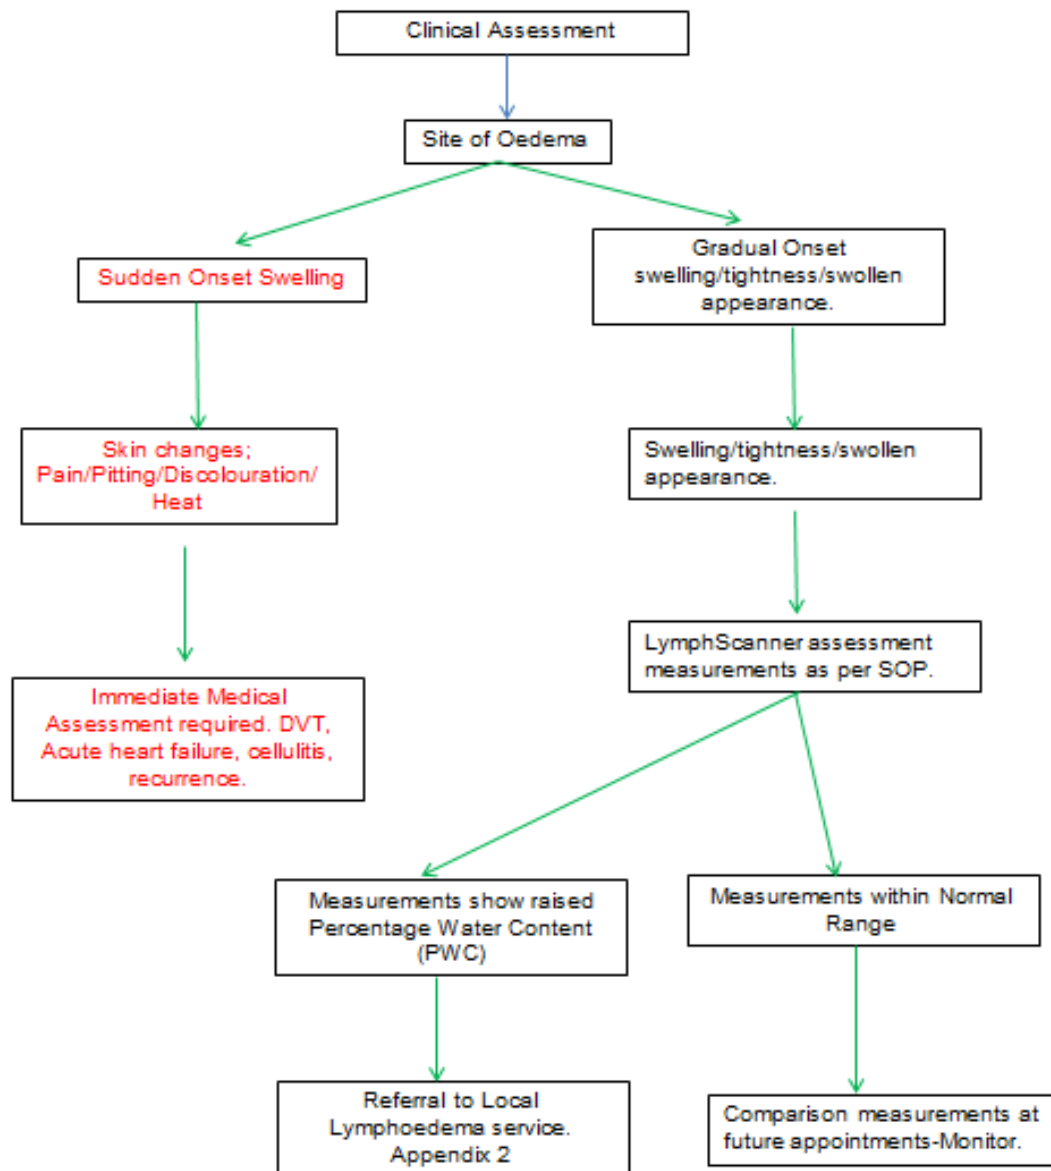 Clinical Assessment
Site of Oedema
Sudden Onset Swelling
Gradual Onset
swelling/tightness/swollen
appearance.
Skin changes;
Pain/Pitting/Discolouration/
Heat
Swelling/tightness/swollen
appearance.
LymphScanner assessment
measurements as per SOP.
Immediate Medical
Assessment required. DVT,
Acute heart failure, cellulitis,
recurrence.
Measurements show raised
Percentage Water Content
(PWC)
Measurements within Normal
Range
Referral to Local
Lymphoedema service.
Appendix 2
Comparison measurements at
future appointments-Monitor.